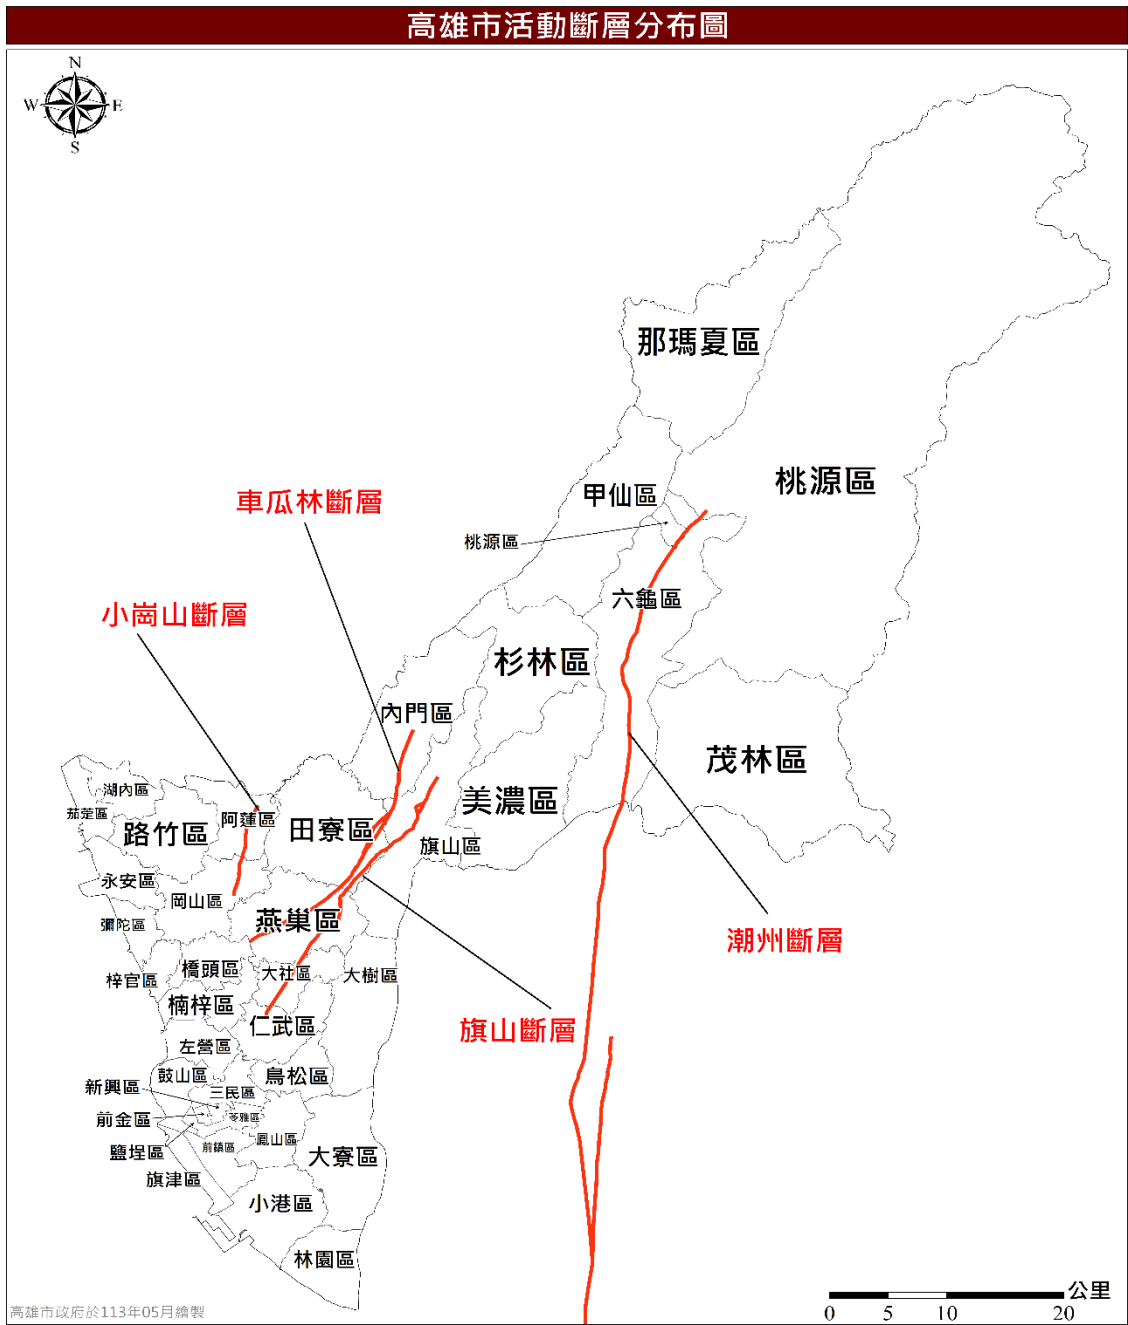 高雄市活動斷層分布圖
N
W
E
S
那瑪夏區
桃源區
甲仙區
車瓜林斷層
桃源區
六龜區
小崗山斷層
杉林區
內門區
茂林區
湖內區
美濃區
茄萣區
阿蓮區
路竹區
田寮區
旗山區
永安區
岡山區
燕巢區
彌陀區
潮州斷層
橋頭區
大社區
大樹區
梓官區
楠梓區
仁武區
旗山斷層
左營區
鼓山區
鳥松區
新興區
三民區
前金區
苓雅區
鹽埕區
前鎮區
鳳山區
大寮區
旗津區
小港區
林園區
公里
0 5 10 20
高雄市政府於113年05月繪製